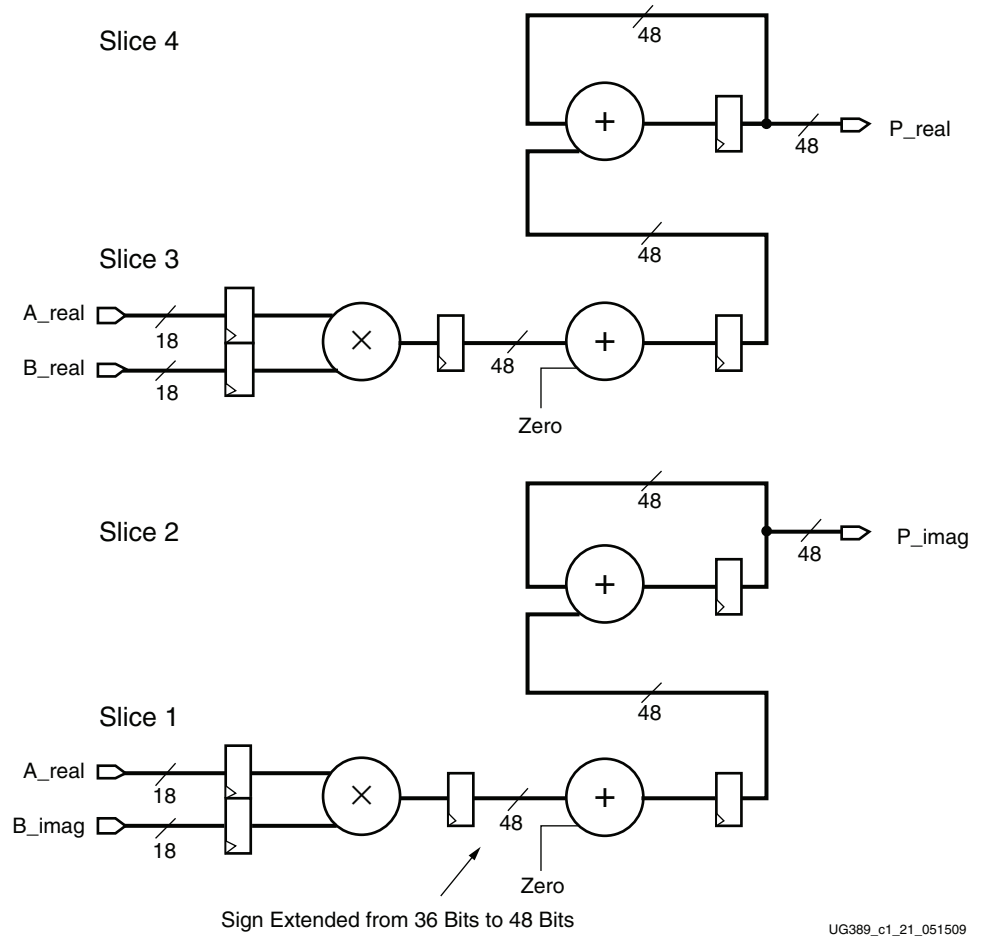 Slice 4
48
+
48
P_real
48
Slice 3
A_real
18
×
48
+
B_real
18
Zero
48
Slice 2
48
P_imag
+
48
Slice 1
A_real
18
×
48
+
B_imag
18
Zero
Sign Extended from 36 Bits to 48 Bits
UG389_c1_21_051509